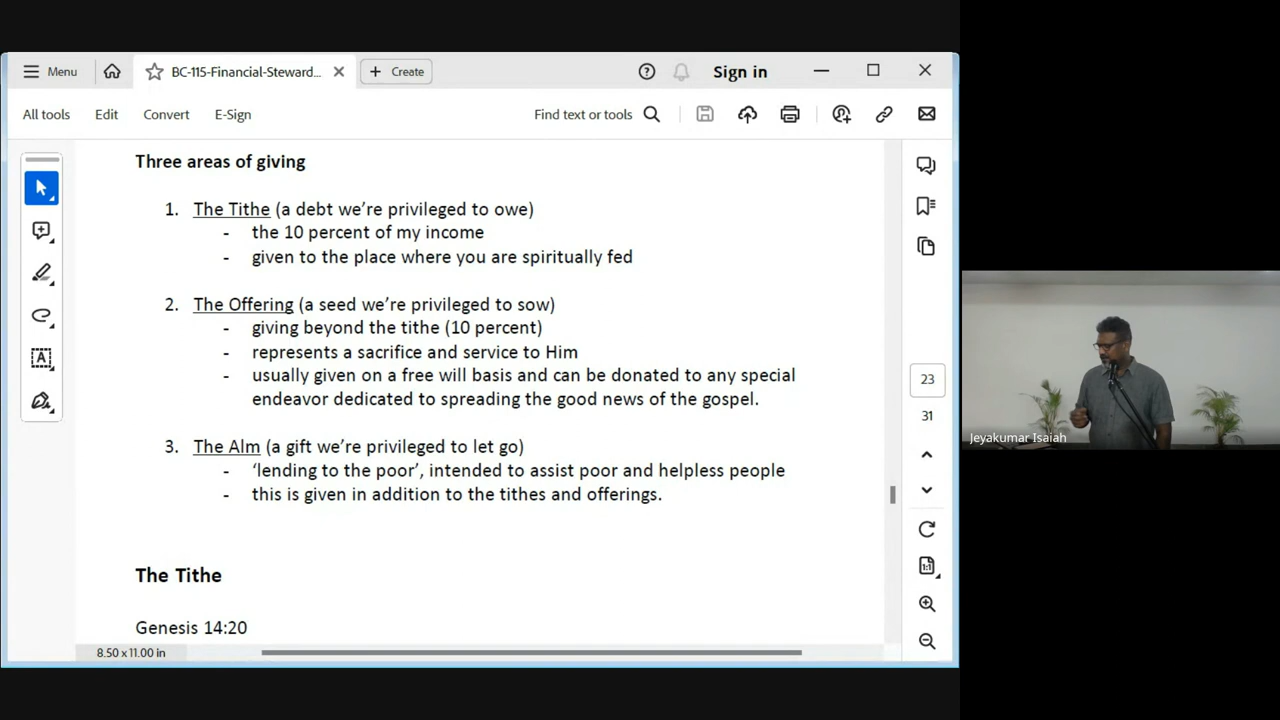 Menu
BC-115-Financial-Steward...
Create
Sign in
All tools
Edit
Convert
E-Sign
Find text or tools
Three areas of giving
1. The Tithe (a debt we’re privileged to owe)
- the 10 percent of my income
- given to the place where you are spiritually fed
2. The Offering (a seed we’re privileged to sow)
- giving beyond the tithe (10 percent)
- represents a sacrifice and service to Him
- usually given on a free will basis and can be donated to any special
endeavor dedicated to spreading the good news of the gospel.
3. The Alm (a gift we’re privileged to let go)
- ‘lending to the poor’, intended to assist poor and helpless people
- this is given in addition to the tithes and offerings.
The Tithe
Genesis 14:20
8.50 x 11.00 in
23
31
1:1
Jeyakumar Isaiah